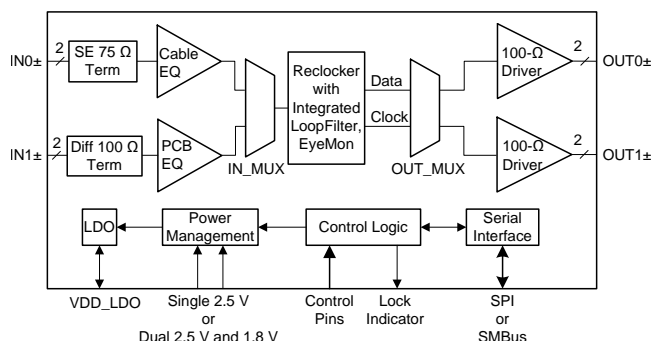 IN0±
2
SE 75 Ω
Term
Cable
EQ
Reclocker
with
Integrated
LoopFilter,
EyeMon
Data
Clock
100-Ω
Driver
2
OUT0±
IN1±
2
Diff 100 Ω
Term
PCB
EQ
IN_MUX
OUT_MUX
100-Ω
Driver
2
OUT1±
LDO
Power
Management
Control Logic
Serial
Interface
VDD_LDO
Single 2.5 V
or
Dual 2.5 V and 1.8 V
Control
Pins
Lock
Indicator
SPI
or
SMBus